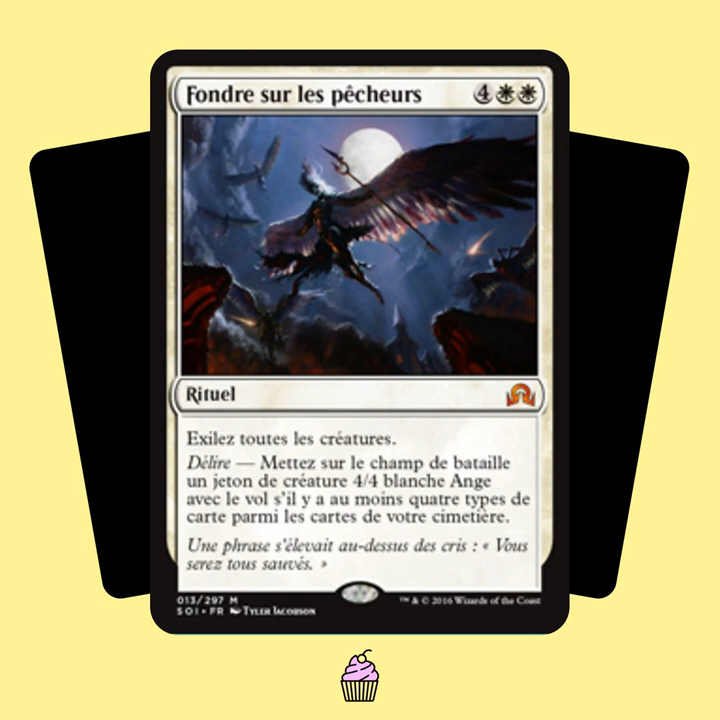 Fondre sur les pêcheurs 4
Rituel
Exilez toutes les créatures.
Délire — Mettez sur le champ de bataille
un jeton de créature 4/4 blanche Ange
avec le vol s'il y a au moins quatre types de
carte parmi les cartes de votre cimetière.
Une phrase s'élevait au-dessus des cris : « Vous
serez tous sauvés. »
013/297 M
SOI • FR Tyler Jacobson
™ & © 2016 Wizards of the Coast